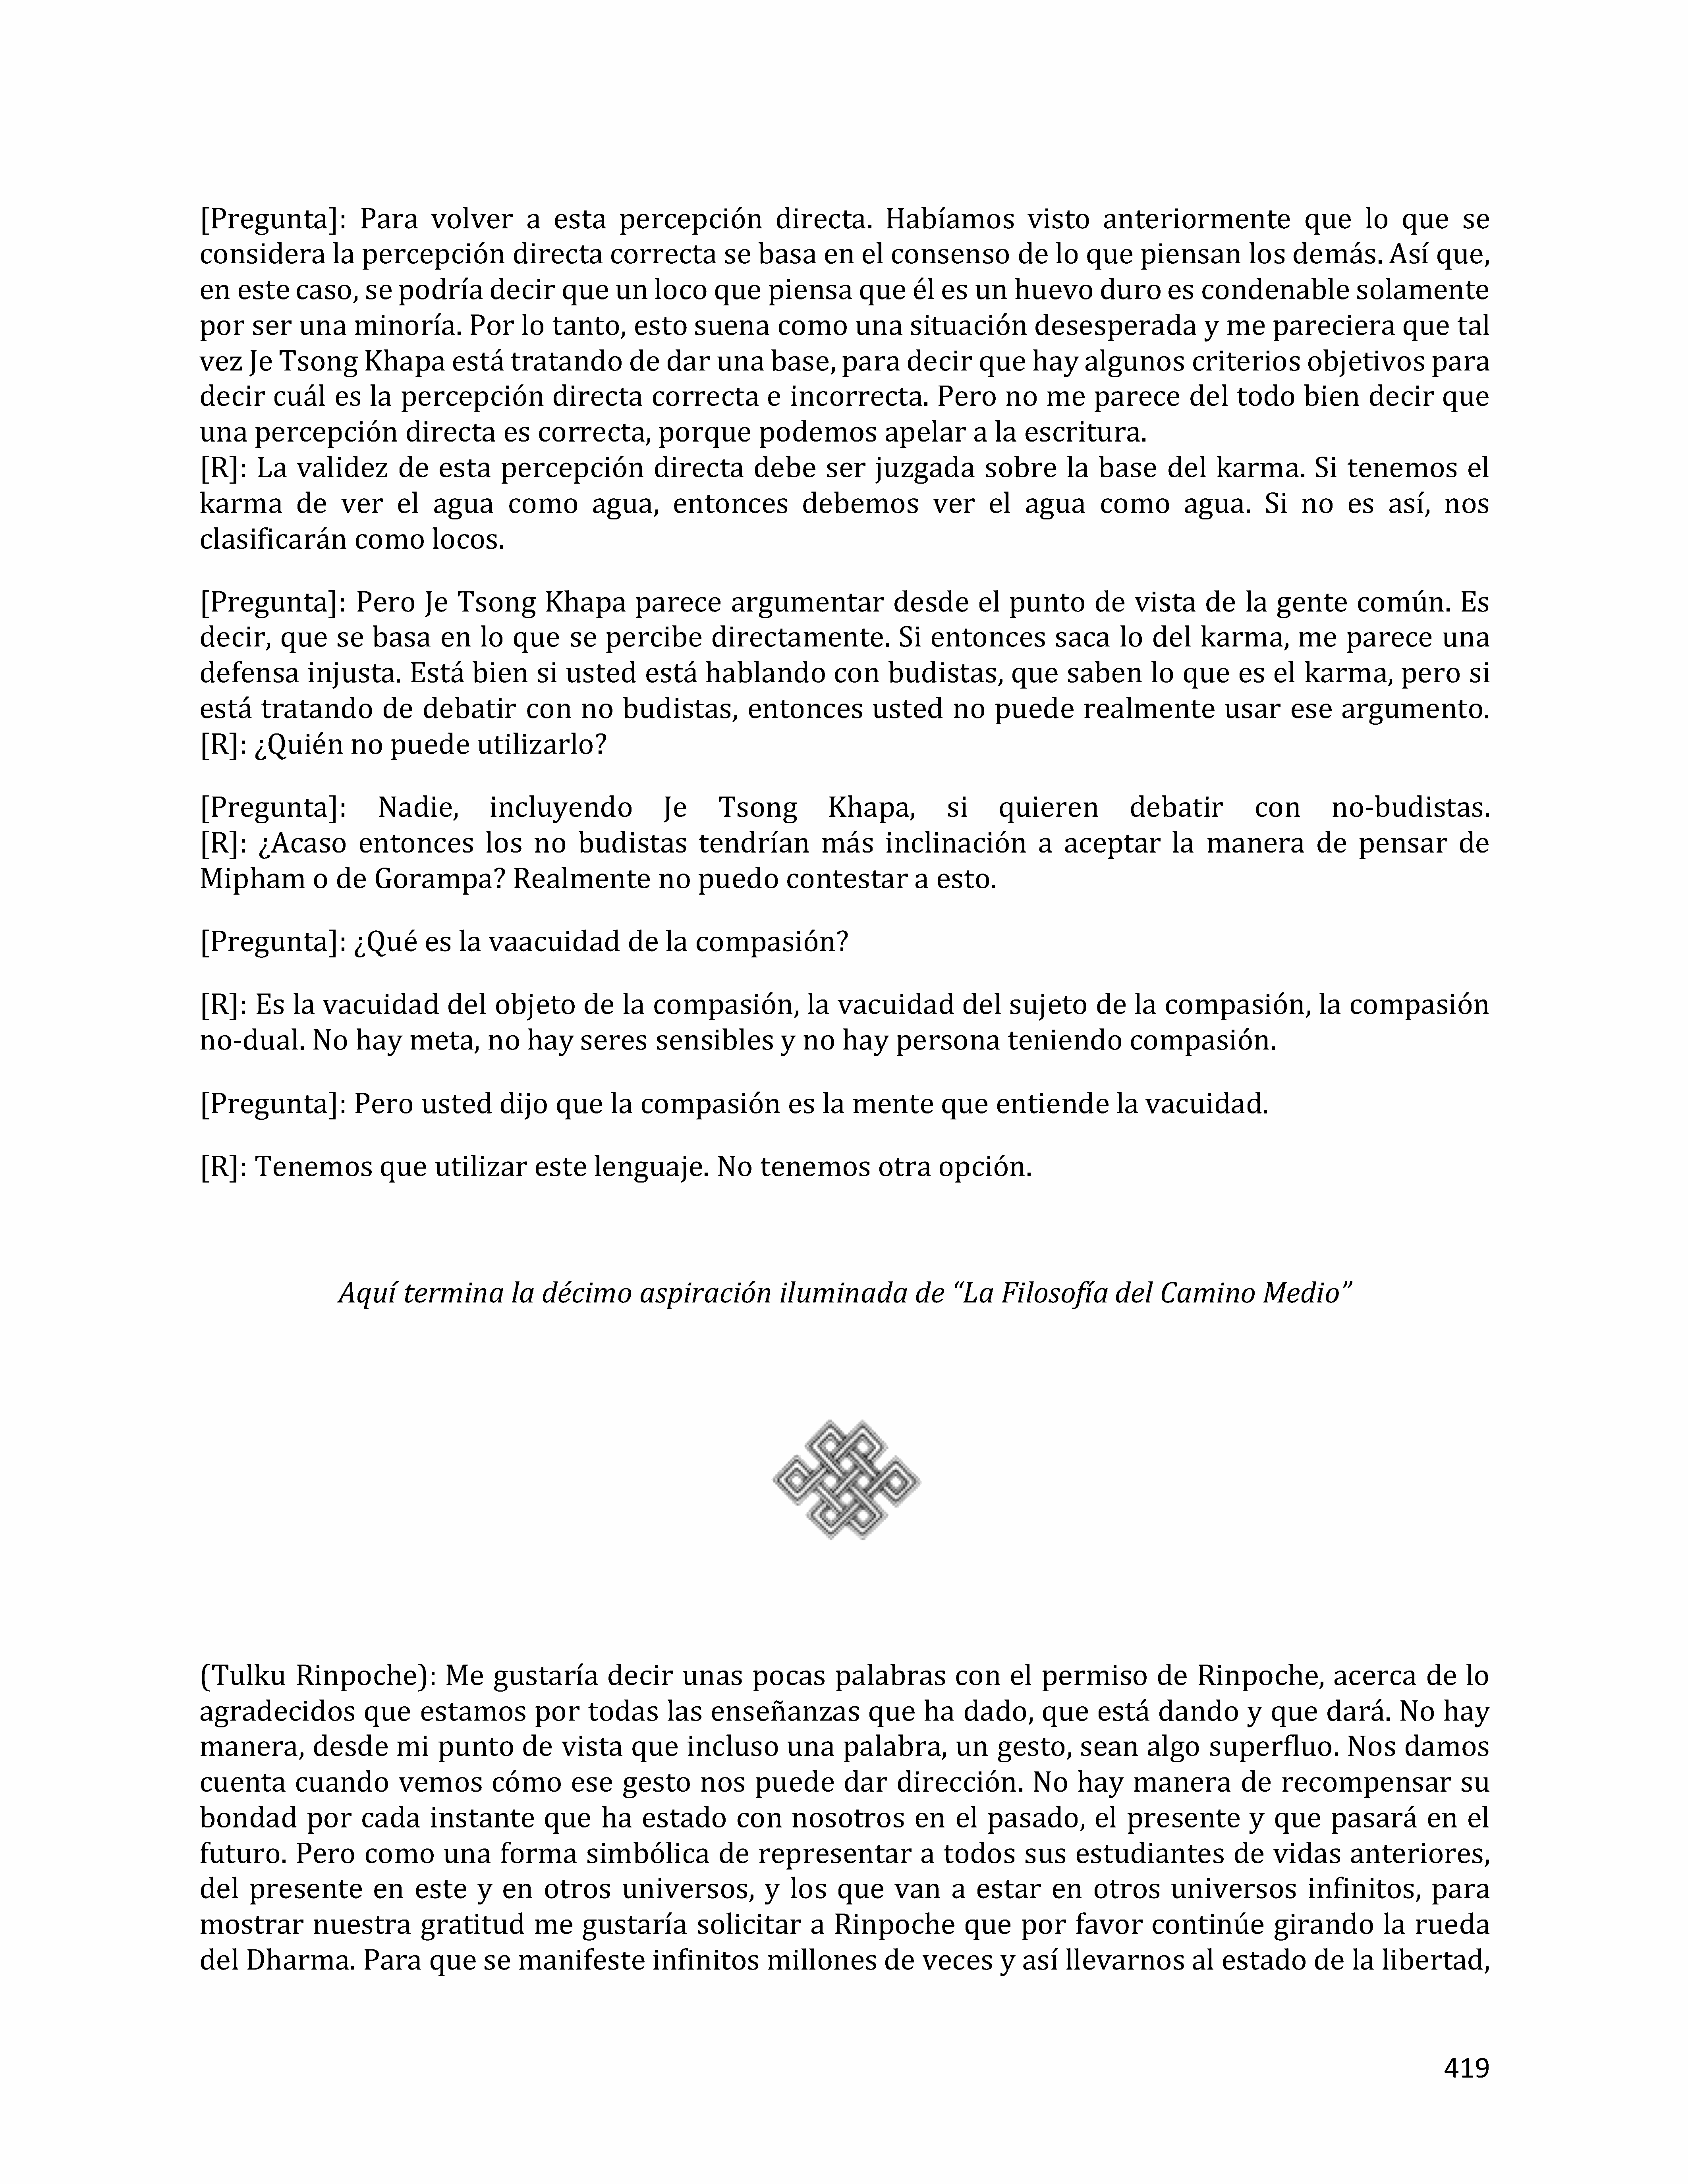 [Pregunta]: Para volver a esta percepción directa. Habíamos visto anteriormente que lo que se
considera la percepción directa correcta se basa en el consenso de lo que piensan los demás. Así que,
en este caso, se podría decir que un loco que piensa que él es un huevo duro es condenable solamente
por ser una minoría. Por lo tanto, esto suena como una situación desesperada y me pareciera que tal
vez Je Tsong Khapa está tratando de dar una base, para decir que hay algunos criterios objetivos para
decir cuál es la percepción directa correcta e incorrecta. Pero no me parece del todo bien decir que
una percepción directa es correcta, porque podemos apelar a la escritura.
[R]: La validez de esta percepción directa debe ser juzgada sobre la base del karma. Si tenemos el
karma de ver el agua como agua, entonces debemos ver el agua como agua. Si no es así, nos
clasificarán como locos.
[Pregunta]: Pero Je Tsong Khapa parece argumentar desde el punto de vista de la gente común. Es
decir, que se basa en lo que se percibe directamente. Si entonces saca lo del karma, me parece una
defensa injusta. Está bien si usted está hablando con budistas, que saben lo que es el karma, pero si
está tratando de debatir con no budistas, entonces usted no puede realmente usar ese argumento.
[R]: ¿Quién no puede utilizarlo?
[Pregunta]: Nadie, incluyendo Je Tsong Khapa, si quieren debatir con no-budistas.
[R]: ¿Acaso entonces los no budistas tendrían más inclinación a aceptar la manera de pensar de
Mipham o de Gorampa? Realmente no puedo contestar a esto.
[Pregunta]: ¿Qué es la vaacuidad de la compasión?
[R]: Es la vacuidad del objeto de la compasión, la vacuidad del sujeto de la compasión, la compasión
no-dual. No hay meta, no hay seres sensibles y no hay persona teniendo compasión.
[Pregunta]: Pero usted dijo que la compasión es la mente que entiende la vacuidad.
[R]: Tenemos que utilizar este lenguaje. No tenemos otra opción.
Aquí termina la décimo aspiración iluminada de “La Filosofía del Camino Medio”
(Tulku Rinpoche): Me gustaría decir unas pocas palabras con el permiso de Rinpoche, acerca de lo
agradecidos que estamos por todas las enseñanzas que ha dado, que está dando y que dará. No hay
manera, desde mi punto de vista que incluso una palabra, un gesto, sean algo superfluo. Nos damos
cuenta cuando vemos cómo ese gesto nos puede dar dirección. No hay manera de recompensar su
bondad por cada instante que ha estado con nosotros en el pasado, el presente y que pasará en el
futuro. Pero como una forma simbólica de representar a todos sus estudiantes de vidas anteriores,
del presente en este y en otros universos, y los que van a estar en otros universos infinitos, para
mostrar nuestra gratitud me gustaría solicitar a Rinpoche que por favor continúe girando la rueda
del Dharma. Para que se manifeste infinitos millones de veces y así llevarnos al estado de la libertad,
419